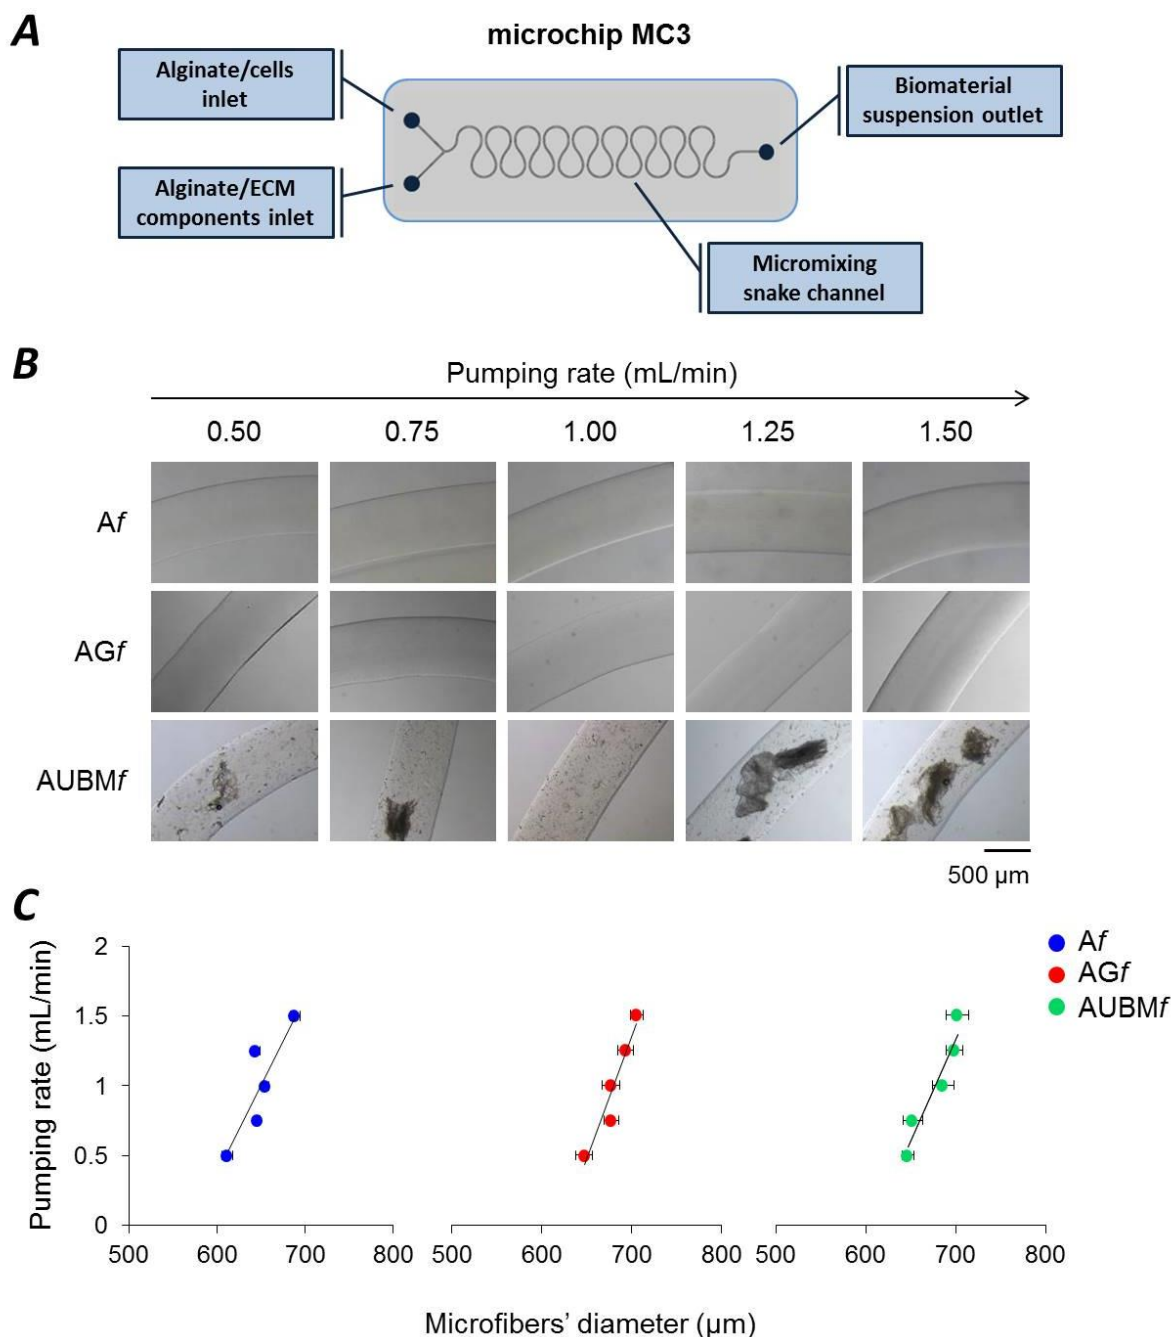 A
microchip MC3
Alginate/cells
inlet
Alginate/ECM
components inlet
Biomaterial
suspension outlet
Micromixing
snake channel
B
Pumping rate (mL/min)
0.50 0.75 1.00 1.25 1.50
Af
AGf
AUBMf
500 µm
C
Pumping rate (mL/min)
2
1.5
1
0.5
0
500 600 700 800
500 600 700 800
500 600 700 800
Af
AGf
AUBMf
Microfibers’ diameter (µm)